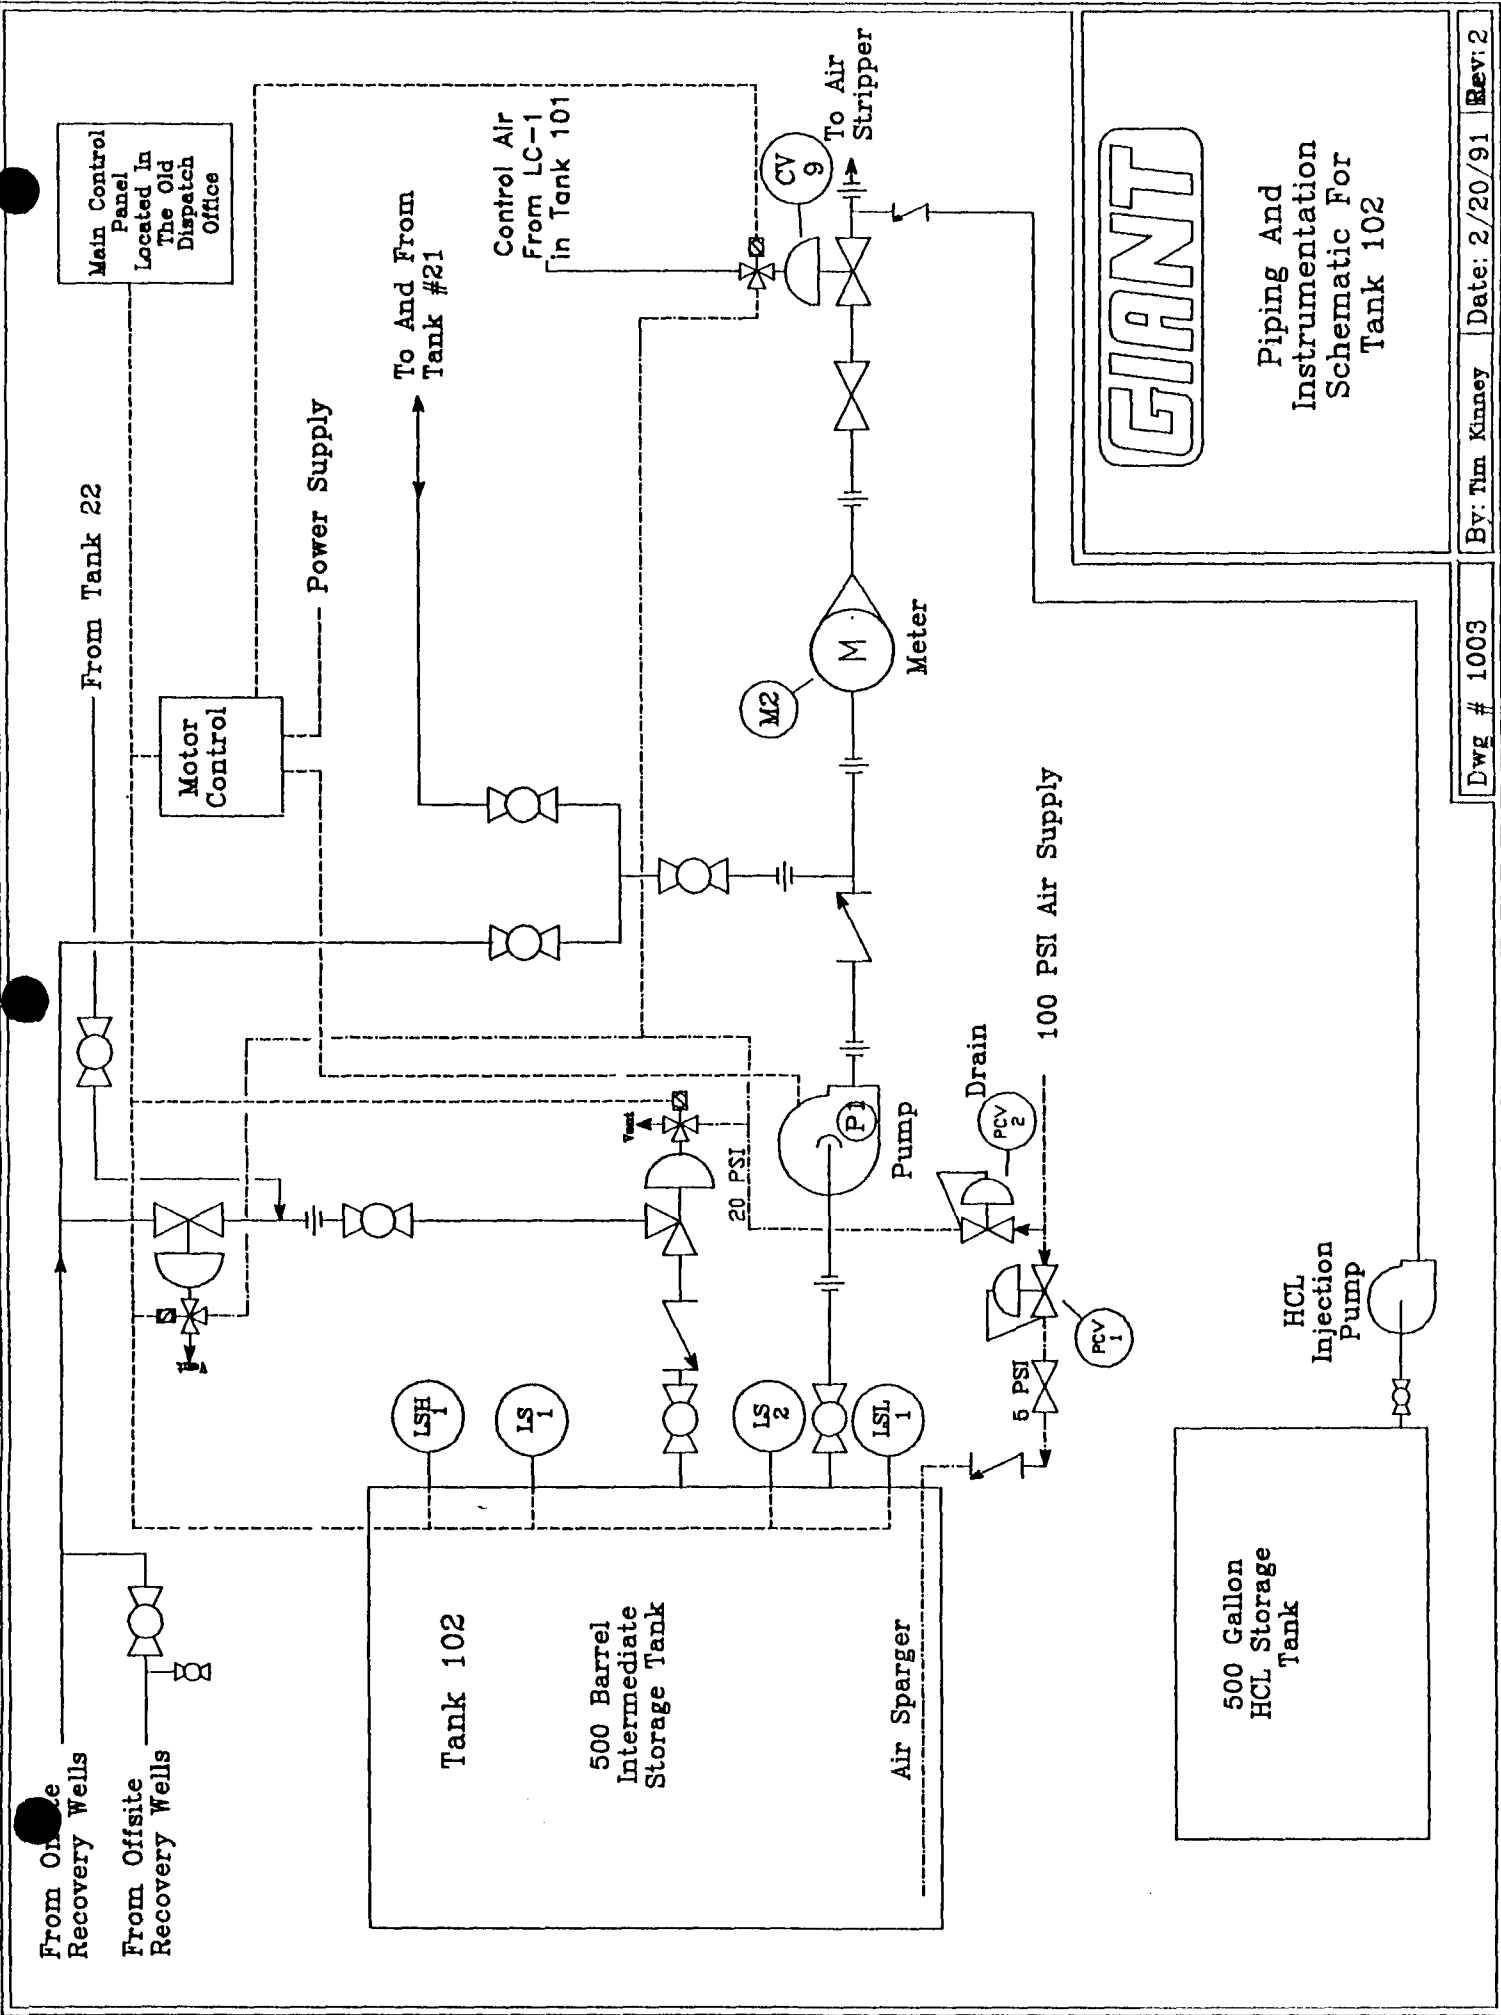 From
Recovery Wells
From Offsite
Recovery Wells
Main Control
Panel
Located In
The Old
Dispatch
Office
From Tank 22
Motor
Control
Power Supply
To And From
Tank #21
Control Air
From LC-1
in Tank 101
CV
9
To Air
Stripper
Vent
20 PSI
LSH
1
LS
1
LS
2
LSL
1
Tank 102
500 Barrel
Intermediate
Storage Tank
Air Sparger
P1
Pump
M2
M
Meter
Drain
PCV
2
PCV
1
5 PSI
100 PSI Air Supply
HCL
Injection
Pump
500 Gallon
HCL Storage
Tank
GIANT
Piping And
Instrumentation
Schematic For
Tank 102
Dwg # 1003
By: Tim Kinney
Date: 2/20/91
Rev: 2